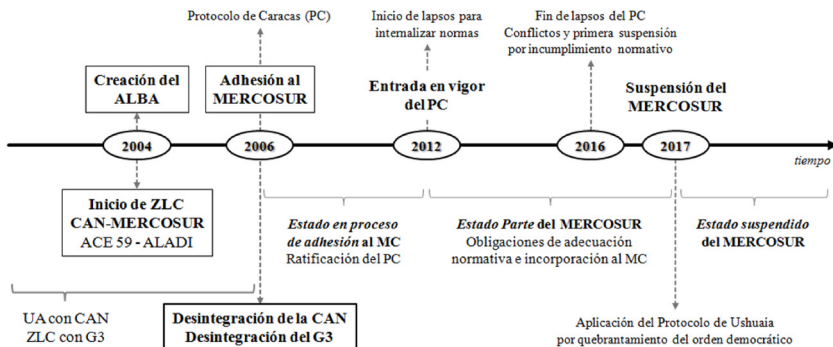 Protocolo de Caracas (PC)
Inicio de lapsos para
internalizar normas
Fin de lapsos del PC
Conflictos y primera suspensión
por incumplimiento normativo
Creación del
ALBA
Adhesión al
MERCOSUR
Entrada en vigor
del PC
Suspensión del
MERCOSUR
2004
2006
2012
2016
2017
tiempo
Inicio de ZLC
CAN-MERCOSUR
ACE 59 - ALADI
Estado en proceso
de adhesión al MC
Ratificación del PC
Estado Parte del MERCOSUR
Obligaciones de adecuación
normativa e incorporación al MC
Estado suspendido
del MERCOSUR
UA con CAN
ZLC con G3
Desintegración de la CAN
Desintegración del G3
Aplicación del Protocolo de Ushuaia
por quebrantamiento del orden democrático